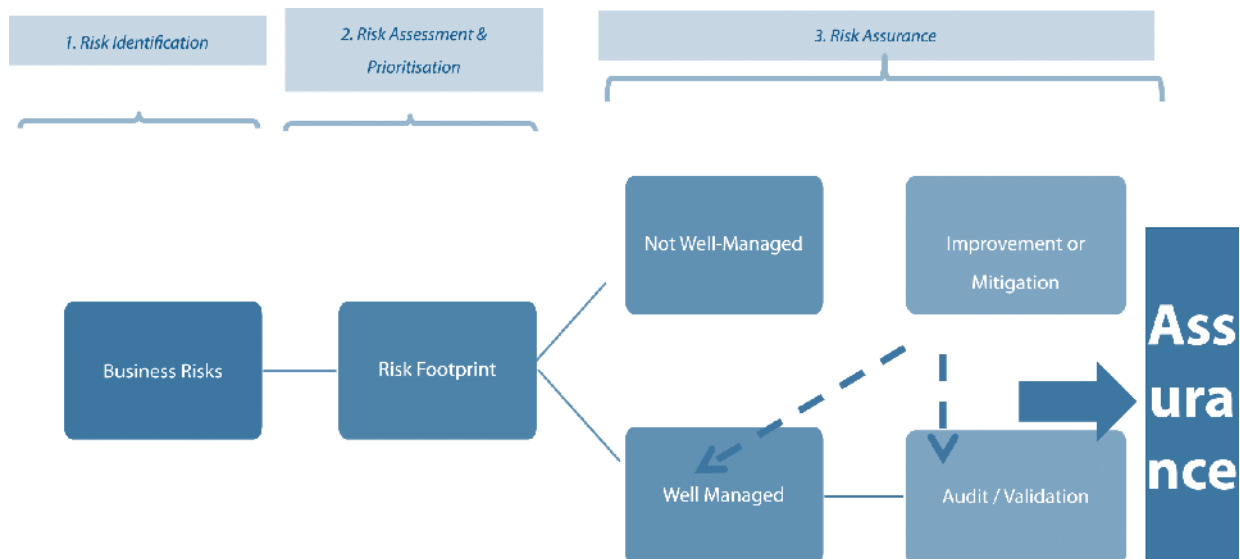 1. Risk Identification
2. Risk Assessment &
Prioritisation
3. Risk Assurance
Not Well-Managed
Improvement or
Mitigation
Business Risks
Risk Footprint
Well Managed
Audit / Validation
Ass
ura
nce